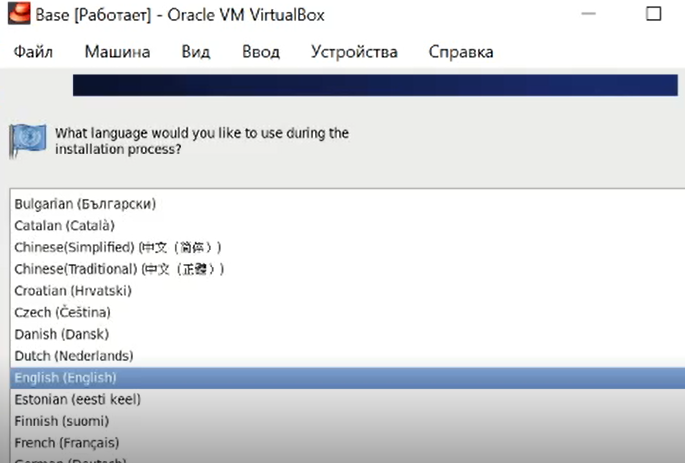 Base [Работает] - Oracle VM VirtualBox
Файл Машина Вид Ввод Устройства Справка
What language would you like to use during the
installation process?
Bulgarian (Български)
Catalan (Català)
Chinese(Simplified) (中文（简体）)
Chinese(Traditional) (中文（正體）)
Croatian (Hrvatski)
Czech (Čeština)
Danish (Dansk)
Dutch (Nederlands)
English (English)
Estonian (eesti keel)
Finnish (suomi)
French (Français)
German (Deutsch)